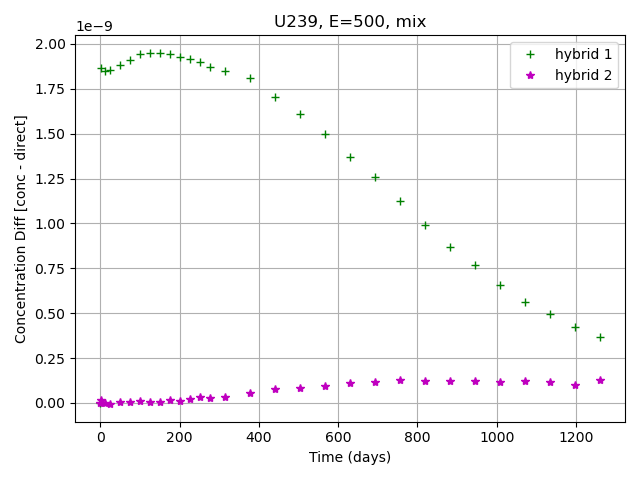 U239, E=500, mix
1e−9
2.00
1.75
1.50
1.25
1.00
0.75
0.50
0.25
0.00
Concentration Diff [conc - direct]
hybrid 1
hybrid 2
0 200 400 600 800 1000 1200
Time (days)